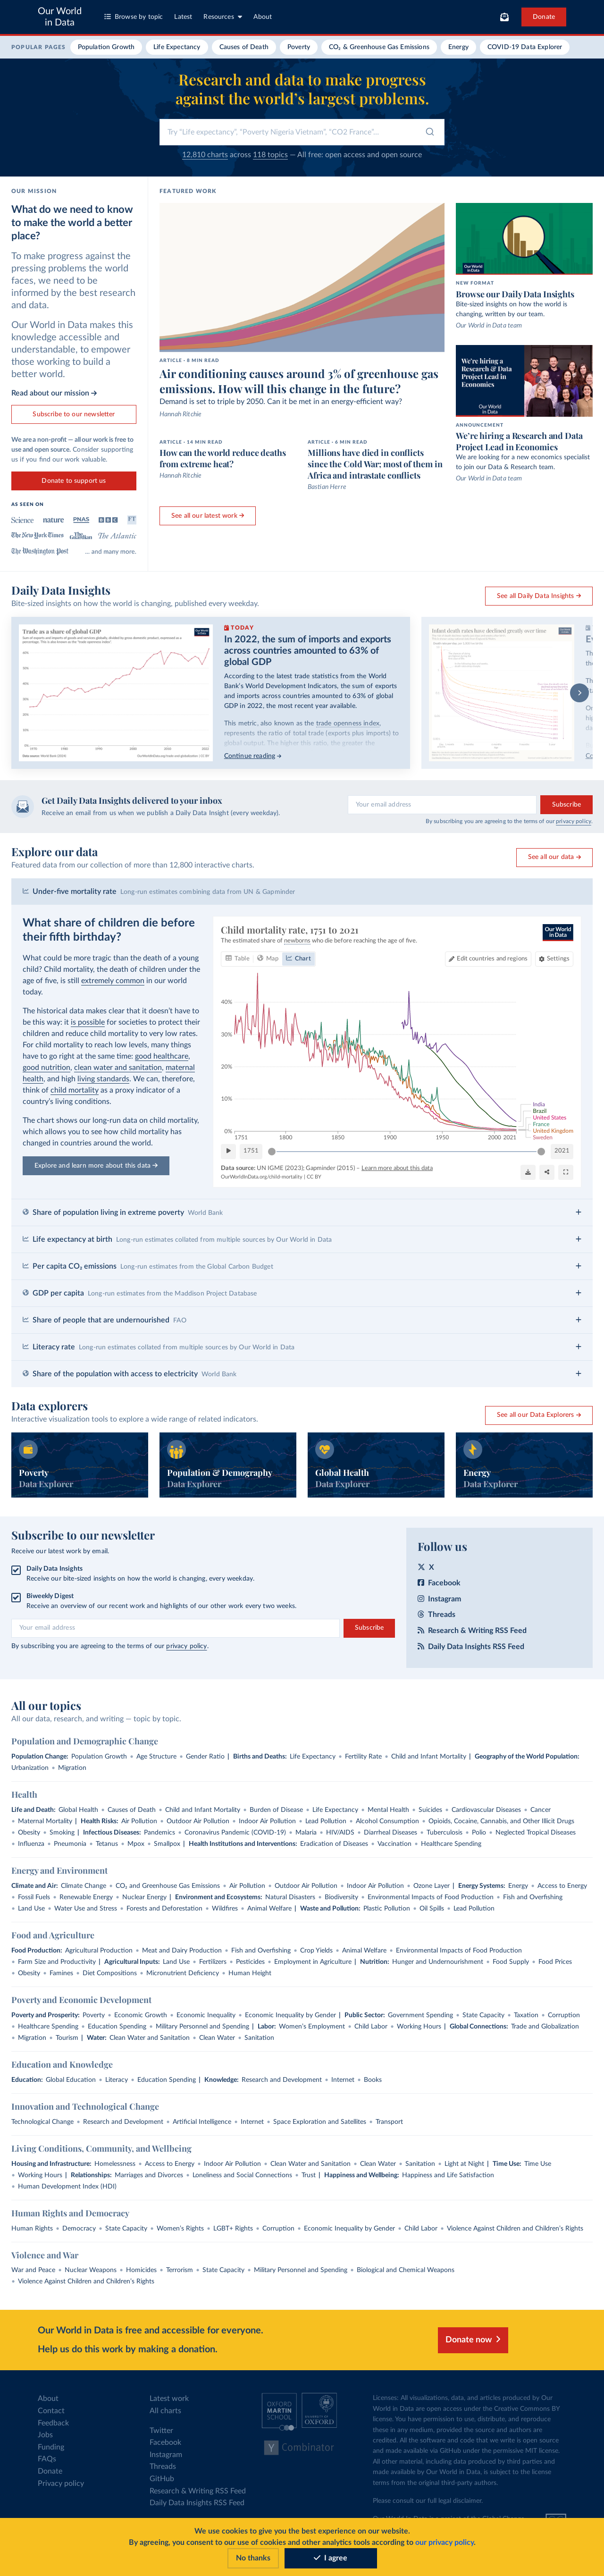 Our World
in Data
Browse by topic
Latest
Resources
About
Donate
POPULAR PAGES
Population Growth
Life Expectancy
Causes of Death
Poverty
CO₂ & Greenhouse Gas Emissions
Energy
COVID-19 Data Explorer
Research and data to make progress
against the world’s largest problems.
Try "Life expectancy", "Poverty Nigeria Vietnam", "CO2 France"...
12,810 charts across 118 topics — All free: open access and open source
OUR MISSION
What do we need to know
to make the world a better
place?
To make progress against the
pressing problems the world
faces, we need to be
informed by the best research
and data.
Our World in Data makes this
knowledge accessible and
understandable, to empower
those working to build a
better world.
Read about our mission →
Subscribe to our newsletter
We are a non-profit — all our work is free to
use and open source. Consider supporting
us if you find our work valuable.
Donate to support us
AS SEEN ON
Science
nature
PNAS
BBC
FT
The New York Times
The Guardian
The Atlantic
The Washington Post
... and many more.
FEATURED WORK
ARTICLE · 8 MIN READ
Air conditioning causes around 3% of greenhouse gas
emissions. How will this change in the future?
Demand is set to triple by 2050. Can it be met in an energy-efficient way?
Hannah Ritchie
ARTICLE · 14 MIN READ
How can the world reduce deaths
from extreme heat?
Hannah Ritchie
ARTICLE · 6 MIN READ
Millions have died in conflicts
since the Cold War; most of them in
Africa and intrastate conflicts
Bastian Herre
See all our latest work →
Our World
in Data
NEW FORMAT
Browse our Daily Data Insights
Bite-sized insights on how the world is
changing, written by our team.
Our World in Data team
We're hiring a
Research & Data
Project Lead in
Economics
Our World
in Data
ANNOUNCEMENT
We’re hiring a Research and Data
Project Lead in Economics
We are looking for a new economics specialist
to join our Data & Research team.
Our World in Data team
Daily Data Insights
Bite-sized insights on how the world is changing, published every weekday.
See all Daily Data Insights →
Trade as a share of global GDP
TODAY
In 2022, the sum of imports and exports
across countries amounted to 63% of
global GDP
According to the latest trade statistics from the World
Bank's World Development Indicators, the sum of exports
and imports across countries amounted to 63% of global
GDP in 2022, the most recent year available.
This metric, also known as the trade openness index,
represents the ratio of total trade (exports plus imports) to
global output. The higher this ratio, the greater the
Continue reading →
Infant death rates have declined greatly over time
Get Daily Data Insights delivered to your inbox
Receive an email from us when we publish a Daily Data Insight (every weekday).
Your email address
Subscribe
By subscribing you are agreeing to the terms of our privacy policy.
Explore our data
Featured data from our collection of more than 12,800 interactive charts.
See all our data →
Under-five mortality rate Long-run estimates combining data from UN & Gapminder
What share of children die before
their fifth birthday?
What could be more tragic than the death of a young
child? Child mortality, the death of children under the
age of five, is still extremely common in our world
today.
The historical data makes clear that it doesn’t have to
be this way: it is possible for societies to protect their
children and reduce child mortality to very low rates.
For child mortality to reach low levels, many things
have to go right at the same time: good healthcare,
good nutrition, clean water and sanitation, maternal
health, and high living standards. We can, therefore,
think of child mortality as a proxy indicator of a
country’s living conditions.
The chart shows our long-run data on child mortality,
which allows you to see how child mortality has
changed in countries around the world.
Explore and learn more about this data →
Child mortality rate, 1751 to 2021
The estimated share of newborns who die before reaching the age of five.
Our World
in Data
Table
Map
Chart
Edit countries and regions
Settings
40%
30%
20%
10%
0%
1751
1800
1850
1900
1950
2000 2021
India
Brazil
United States
France
United Kingdom
Sweden
1751
2021
Data source: UN IGME (2023); Gapminder (2015) – Learn more about this data
OurWorldInData.org/child-mortality | CC BY
Share of population living in extreme poverty World Bank
Life expectancy at birth Long-run estimates collated from multiple sources by Our World in Data
Per capita CO₂ emissions Long-run estimates from the Global Carbon Budget
GDP per capita Long-run estimates from the Maddison Project Database
Share of people that are undernourished FAO
Literacy rate Long-run estimates collated from multiple sources by Our World in Data
Share of the population with access to electricity World Bank
Data explorers
Interactive visualization tools to explore a wide range of related indicators.
See all our Data Explorers →
Poverty
Data Explorer
Population & Demography
Data Explorer
Global Health
Data Explorer
Energy
Data Explorer
Subscribe to our newsletter
Receive our latest work by email.
Daily Data Insights
Receive our bite-sized insights on how the world is changing, every weekday.
Biweekly Digest
Receive an overview of our recent work and highlights of our other work every two weeks.
Your email address
Subscribe
By subscribing you are agreeing to the terms of our privacy policy.
Follow us
X
Facebook
Instagram
Threads
Research & Writing RSS Feed
Daily Data Insights RSS Feed
All our topics
All our data, research, and writing — topic by topic.
Population and Demographic Change
Population Change: Population Growth • Age Structure • Gender Ratio | Births and Deaths: Life Expectancy • Fertility Rate • Child and Infant Mortality | Geography of the World Population:
Urbanization • Migration
Health
Life and Death: Global Health • Causes of Death • Child and Infant Mortality • Burden of Disease • Life Expectancy • Mental Health • Suicides • Cardiovascular Diseases • Cancer
• Maternal Mortality | Health Risks: Air Pollution • Outdoor Air Pollution • Indoor Air Pollution • Lead Pollution • Alcohol Consumption • Opioids, Cocaine, Cannabis, and Other Illicit Drugs
• Obesity • Smoking | Infectious Diseases: Pandemics • Coronavirus Pandemic (COVID-19) • Malaria • HIV/AIDS • Diarrheal Diseases • Tuberculosis • Polio • Neglected Tropical Diseases
• Influenza • Pneumonia • Tetanus • Mpox • Smallpox | Health Institutions and Interventions: Eradication of Diseases • Vaccination • Healthcare Spending
Energy and Environment
Climate and Air: Climate Change • CO₂ and Greenhouse Gas Emissions • Air Pollution • Outdoor Air Pollution • Indoor Air Pollution • Ozone Layer | Energy Systems: Energy • Access to Energy
• Fossil Fuels • Renewable Energy • Nuclear Energy | Environment and Ecosystems: Natural Disasters • Biodiversity • Environmental Impacts of Food Production • Fish and Overfishing
• Land Use • Water Use and Stress • Forests and Deforestation • Wildfires • Animal Welfare | Waste and Pollution: Plastic Pollution • Oil Spills • Lead Pollution
Food and Agriculture
Food Production: Agricultural Production • Meat and Dairy Production • Fish and Overfishing • Crop Yields • Animal Welfare • Environmental Impacts of Food Production
• Farm Size and Productivity | Agricultural Inputs: Land Use • Fertilizers • Pesticides • Employment in Agriculture | Nutrition: Hunger and Undernourishment • Food Supply • Food Prices
• Obesity • Famines • Diet Compositions • Micronutrient Deficiency • Human Height
Poverty and Economic Development
Poverty and Prosperity: Poverty • Economic Growth • Economic Inequality • Economic Inequality by Gender | Public Sector: Government Spending • State Capacity • Taxation • Corruption
• Healthcare Spending • Education Spending • Military Personnel and Spending | Labor: Women’s Employment • Child Labor • Working Hours | Global Connections: Trade and Globalization
• Migration • Tourism | Water: Clean Water and Sanitation • Clean Water • Sanitation
Education and Knowledge
Education: Global Education • Literacy • Education Spending | Knowledge: Research and Development • Internet • Books
Innovation and Technological Change
Technological Change • Research and Development • Artificial Intelligence • Internet • Space Exploration and Satellites • Transport
Living Conditions, Community, and Wellbeing
Housing and Infrastructure: Homelessness • Access to Energy • Indoor Air Pollution • Clean Water and Sanitation • Clean Water • Sanitation • Light at Night | Time Use: Time Use
• Working Hours | Relationships: Marriages and Divorces • Loneliness and Social Connections • Trust | Happiness and Wellbeing: Happiness and Life Satisfaction
• Human Development Index (HDI)
Human Rights and Democracy
Human Rights • Democracy • State Capacity • Women’s Rights • LGBT+ Rights • Corruption • Economic Inequality by Gender • Child Labor • Violence Against Children and Children’s Rights
Violence and War
War and Peace • Nuclear Weapons • Homicides • Terrorism • State Capacity • Military Personnel and Spending • Biological and Chemical Weapons
• Violence Against Children and Children’s Rights
Our World in Data is free and accessible for everyone.
Help us do this work by making a donation.
Donate now
About
Contact
Feedback
Jobs
Funding
FAQs
Donate
Privacy policy
Latest work
All charts
Twitter
Facebook
Instagram
Threads
GitHub
Research & Writing RSS Feed
Daily Data Insights RSS Feed
OXFORD
MARTIN
SCHOOL
UNIVERSITY OF
OXFORD
Y Combinator
Licenses: All visualizations, data, and articles produced by Our
World in Data are open access under the Creative Commons BY
license. You have permission to use, distribute, and reproduce
these in any medium, provided the source and authors are
credited. All the software and code that we write is open source
and made available via GitHub under the permissive MIT license.
All other material, including data produced by third parties and
made available by Our World in Data, is subject to the license
terms from the original third-party authors.
Please consult our full legal disclaimer.
We use cookies to give you the best experience on our website.
By agreeing, you consent to our use of cookies and other analytics tools according to our privacy policy.
No thanks
I agree